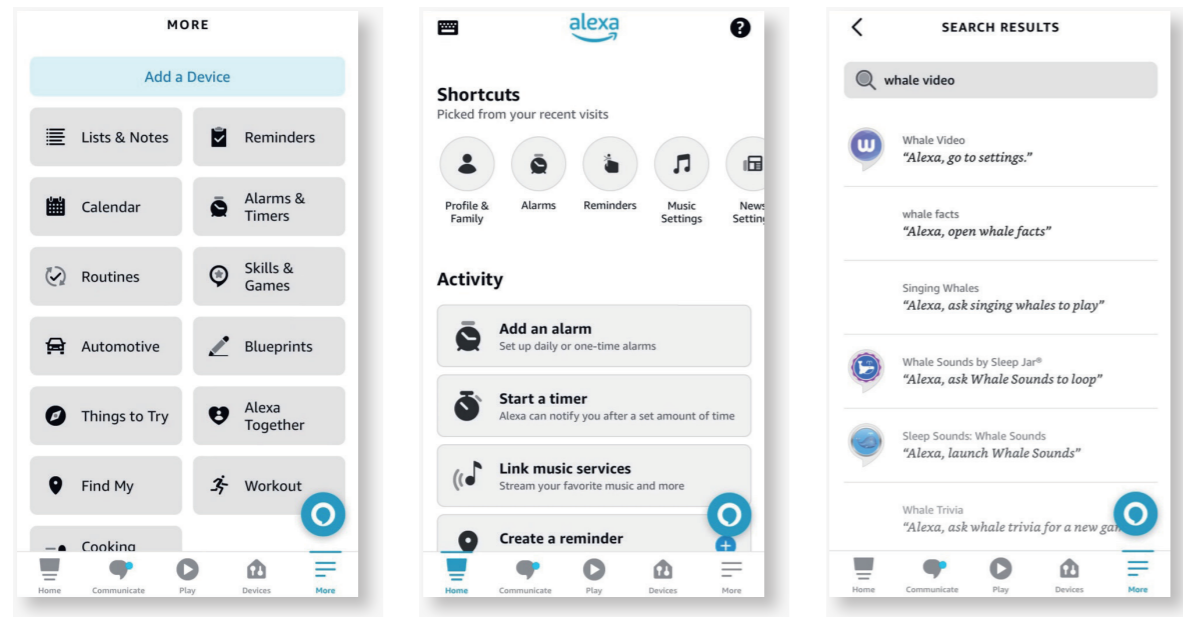 MORE
Add a Device
Lists & Notes
Reminders
Calendar
Alarms &
Timers
Routines
Skills &
Games
Automotive
Blueprints
Things to Try
Alexa
Together
Find My
Workout
Cooking
Home
Communicate
Play
Devices
More
alexa
?
Shortcuts
Picked from your recent visits
Profile &
Family
Alarms
Reminders
Music
Settings
Activity
Add an alarm
Set up daily or one-time alarms
Start a timer
Alexa can notify you after a set amount of time
Link music services
Stream your favorite music and more
Create a reminder
Home
Communicate
Play
Devices
More
SEARCH RESULTS
whale video
w
Whale Video
“Alexa, go to settings.”
whale facts
“Alexa, open whale facts”
Singing Whales
“Alexa, ask singing whales to play”
Whale Sounds by Sleep Jar®
“Alexa, ask Whale Sounds to loop”
Sleep Sounds: Whale Sounds
“Alexa, launch Whale Sounds”
Whale Trivia
“Alexa, ask whale trivia for a new
Home
Communicate
Play
Devices
More